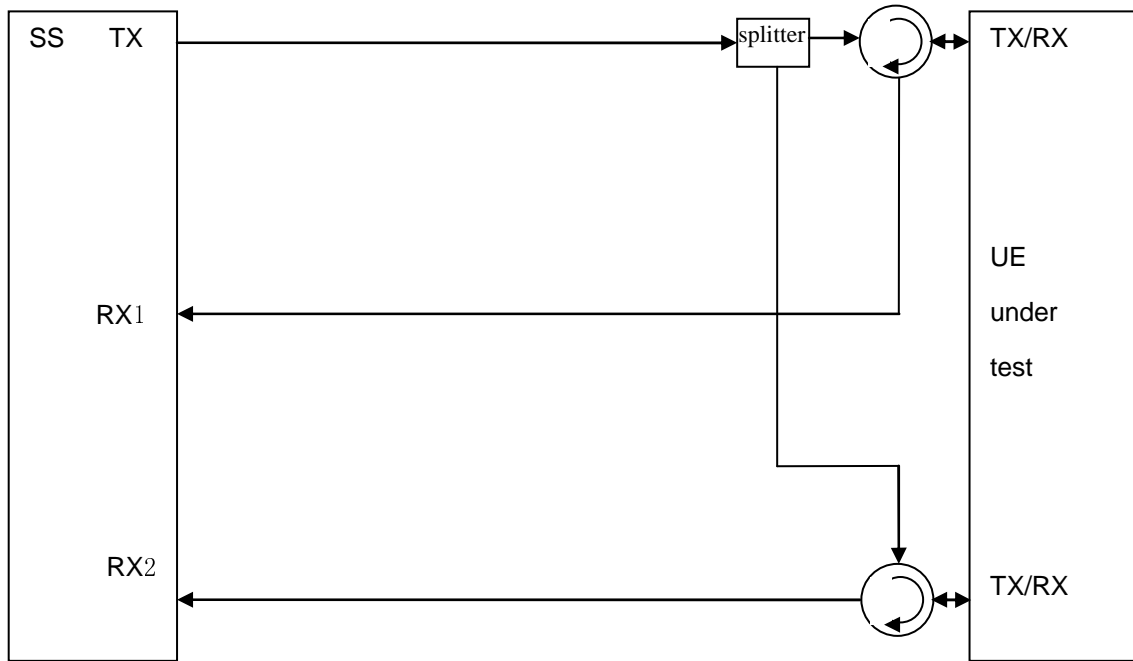 SS TX
splitter
TX/RX
RX1
UE
under
test
RX2
TX/RX